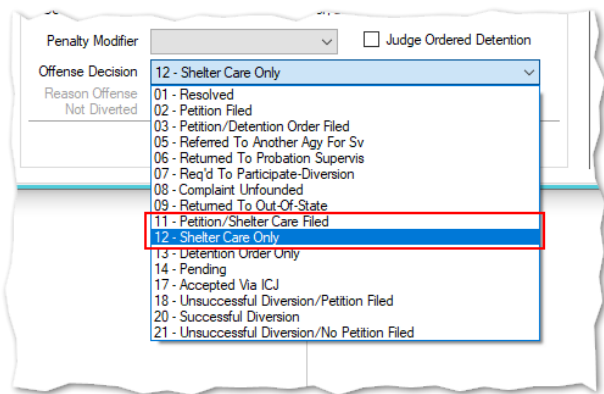 Penalty Modifier
Judge Ordered Detention
Offense Decision 12 - Shelter Care Only
Reason Offense
Not Diverted
01 - Resolved
02 - Petition Filed
03 - Petition/Detention Order Filed
05 - Referred To Another Agy For Sv
06 - Returned To Probation Supervis
07 - Req'd To Participate-Diversion
08 - Complaint Unfounded
09 - Returned To Out-Of-State
11 - Petition/Shelter Care Filed
12 - Shelter Care Only
13 - Detention Order Only
14 - Pending
17 - Accepted Via ICJ
18 - Unsuccessful Diversion/Petition Filed
20 - Successful Diversion
21 - Unsuccessful Diversion/No Petition Filed